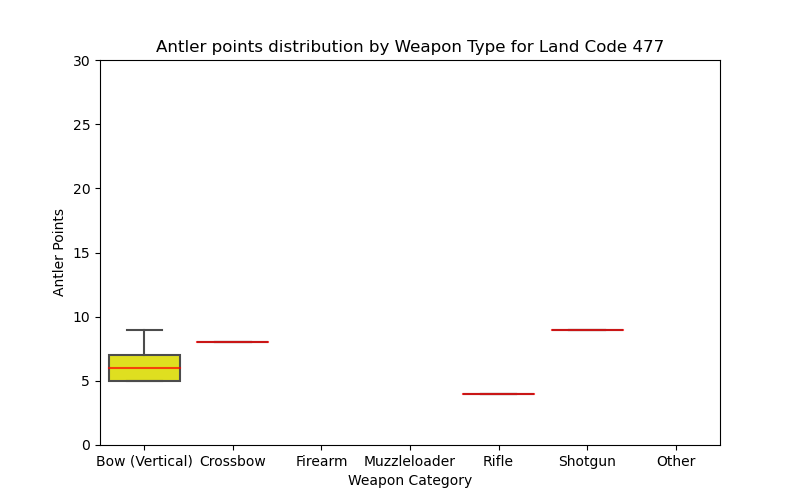 Antler points distribution by Weapon Type for Land Code 477
30
25
20
15
10
5
0
Antler Points
Bow (Vertical) Crossbow Firearm Muzzleloader Rifle Shotgun Other
Weapon Category